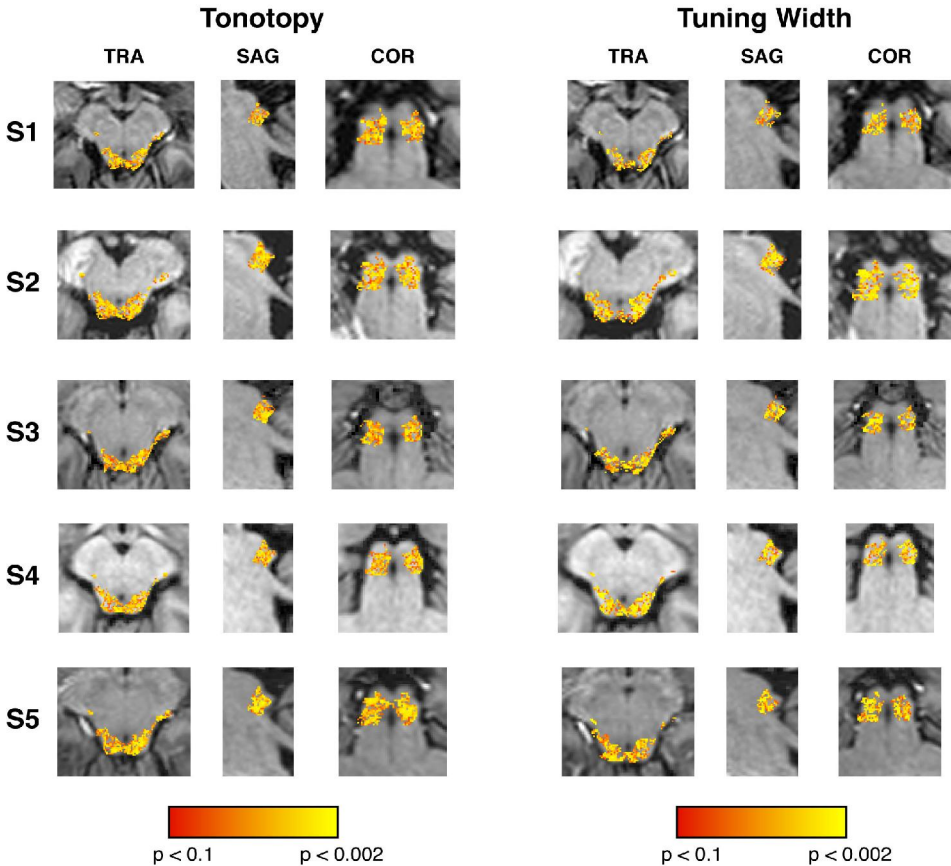 Tonotopy Tuning Width
TRA SAG COR TRA SAG COR
S1
S2
S3
S4
S5
p < 0.1 p < 0.002 p < 0.1 p < 0.002